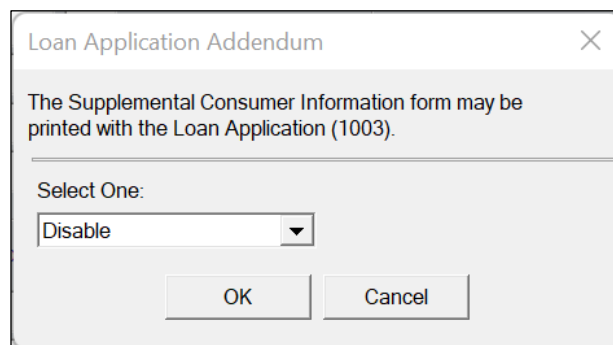 Loan Application Addendum
The Supplemental Consumer Information form may be
printed with the Loan Application (1003).
Select One:
Disable
OK Cancel